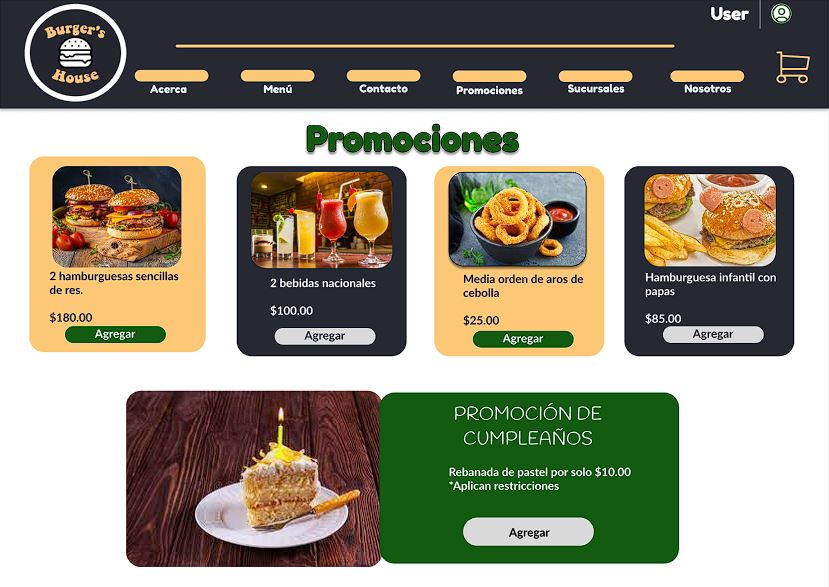 Burger's
House
User
Acerca
Menú
Contacto
Promociones
Sucursales
Nosotros
Promociones
2 hamburguesas sencillas
de res.
$180.00
Agregar
2 bebidas nacionales
$100.00
Agregar
Media orden de aros de
cebolla
$25.00
Agregar
Hamburguesa infantil con
papas
$85.00
Agregar
PROMOCIÓN DE
CUMPLEAÑOS
Rebanada de pastel por solo $10.00
*Aplican restricciones
Agregar